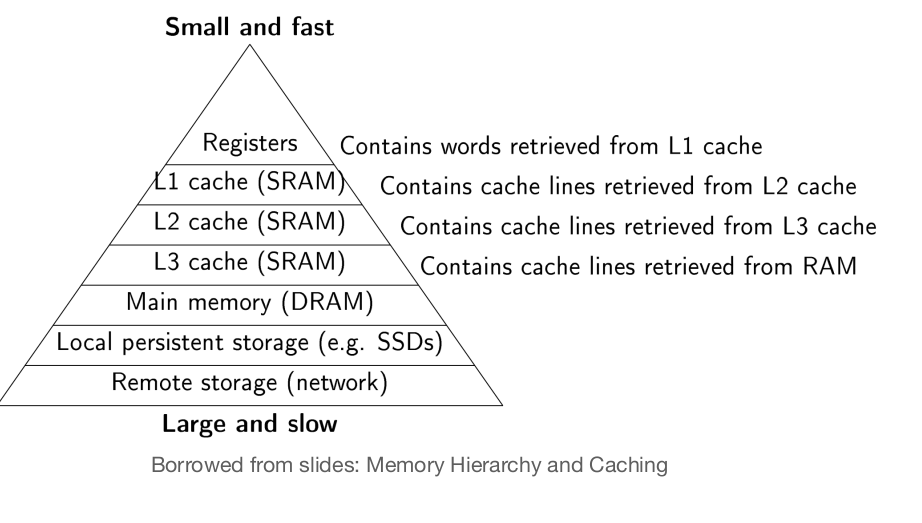 Small and fast
Registers
Contains words retrieved from L1 cache
L1 cache (SRAM)
Contains cache lines retrieved from L2 cache
L2 cache (SRAM)
Contains cache lines retrieved from L3 cache
L3 cache (SRAM)
Contains cache lines retrieved from RAM
Main memory (DRAM)
Local persistent storage (e.g. SSDs)
Remote storage (network)
Large and slow
Borrowed from slides: Memory Hierarchy and Caching